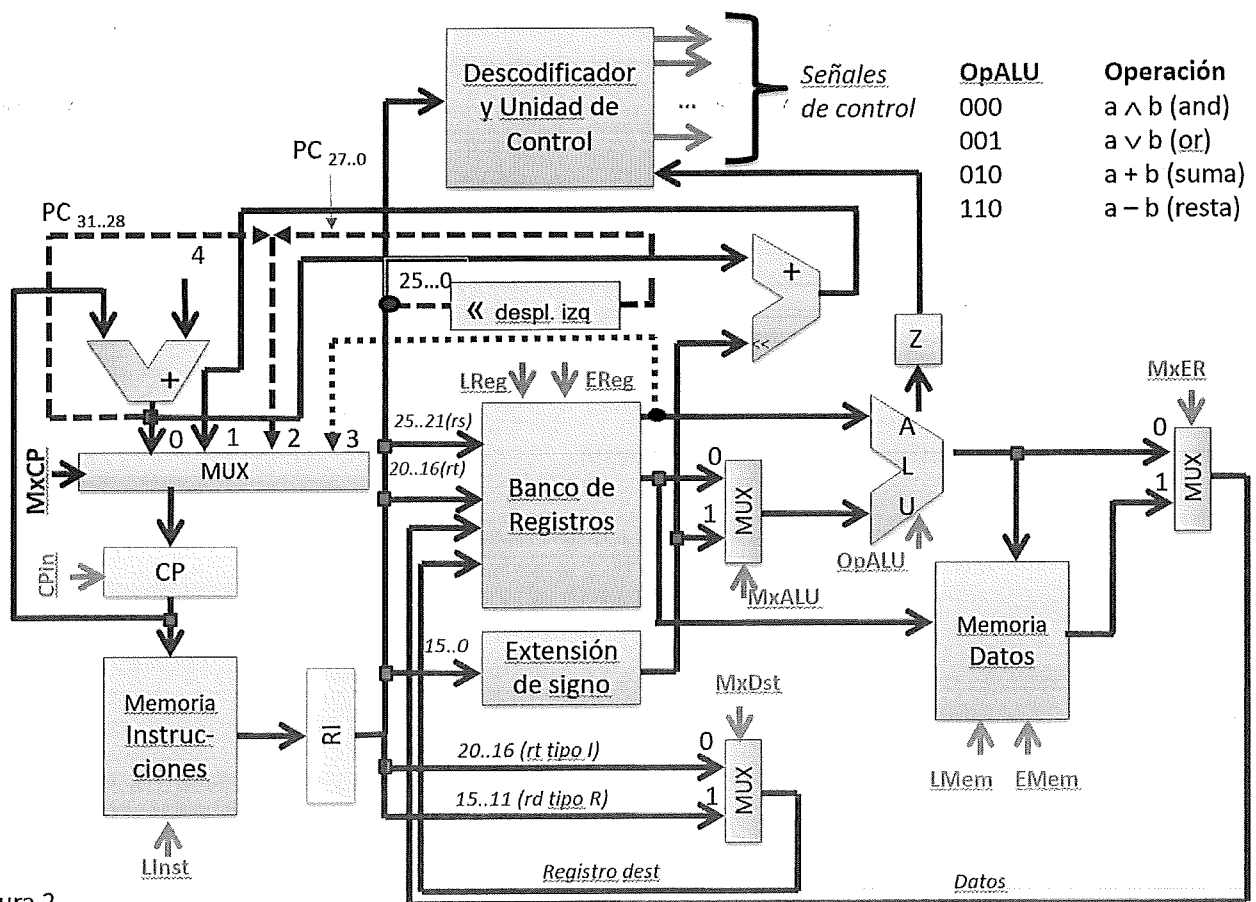 Descodificador
y Unidad de
Control
...
Señales
de control
OpALU Operación
000 a ∧ b (and)
001 a ∨ b (or)
010 a + b (suma)
110 a – b (resta)
PC 27..0
PC 31..28
4
+
25...0
« despl. izq
+
<<
Z
LReg
EReg
MxER
0
1
2
3
MUX
MxCP
25..21(rs)
20..16(rt)
Banco de
Registros
0
1
MUX
MxALU
A
L
U
OpALU
0
1
MUX
CPin
CP
Memoria
Datos
LMem
EMem
15..0
Extensión
de signo
Memoria
Instruc-
ciones
LInst
RI
MxDst
20..16 (rt tipo I)
15..11 (rd tipo R)
0
1
MUX
Registro dest
Datos